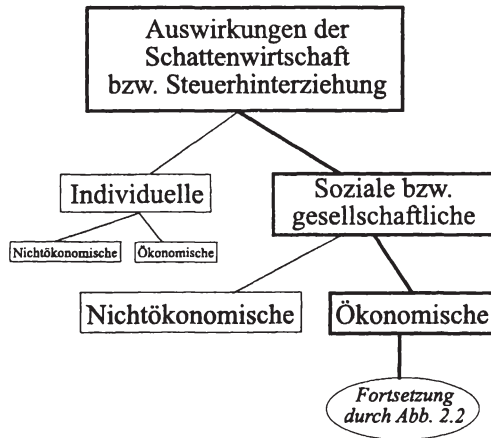 Auswirkungen der
Schattenwirtschaft
bzw. Steuerhinterziehung
Individuelle
Soziale bzw.
gesellschaftliche
Nichtökonomische
Ökonomische
Nichtökonomische
Ökonomische
Fortsetzung
durch Abb. 2.2